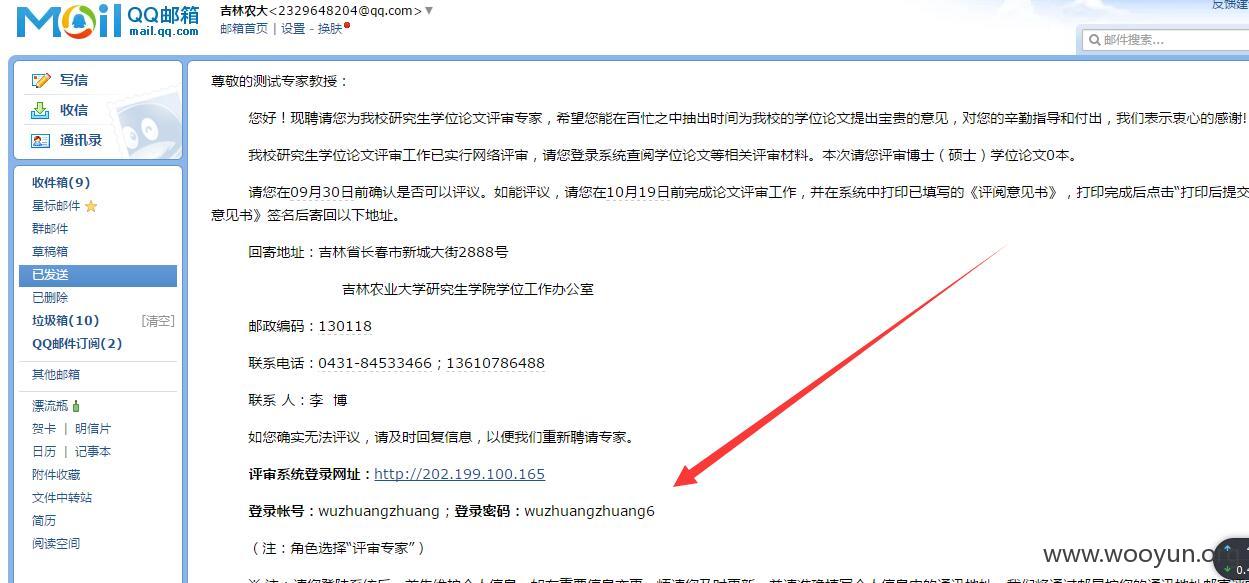 Mail QQ邮箱
mail.qq.com
吉林农大<2329648204@qq.com>
邮箱首页 | 设置 - 换肤
反馈建
邮件搜索...
写信
收信
通讯录
收件箱(9)
星标邮件
群邮件
草稿箱
已发送
已删除
垃圾箱(10) [清空]
QQ邮件订阅(2)
其他邮箱
漂流瓶
贺卡 | 明信片
日历 | 记事本
附件收藏
文件中转站
简历
阅读空间
尊敬的测试专家教授：
您好！现聘请您为我校研究生学位论文评审专家，希望您能在百忙之中抽出时间为我校的学位论文提出宝贵的意见，对您的辛勤指导和付出，我们表示衷心的感谢!
我校研究生学位论文评审工作已实行网络评审，请您登录系统查阅学位论文等相关评审材料。本次请您评审博士（硕士）学位论文0本。
请您在09月30日前确认是否可以评议。如能评议，请您在10月19日前完成论文评审工作，并在系统中打印已填写的《评阅意见书》，打印完成后点击“打印后提交
意见书》签名后寄回以下地址。
回寄地址：吉林省长春市新城大街2888号
吉林农业大学研究生学院学位工作办公室
邮政编码：130118
联系电话：0431-84533466；13610786488
联系 人：李 博
如您确实无法评议，请及时回复信息，以便我们重新聘请专家。
评审系统登录网址：http://202.199.100.165
登录帐号：wuzhuangzhuang；登录密码：wuzhuangzhuang6
（注：角色选择“评审专家”）
www.wooyun.org